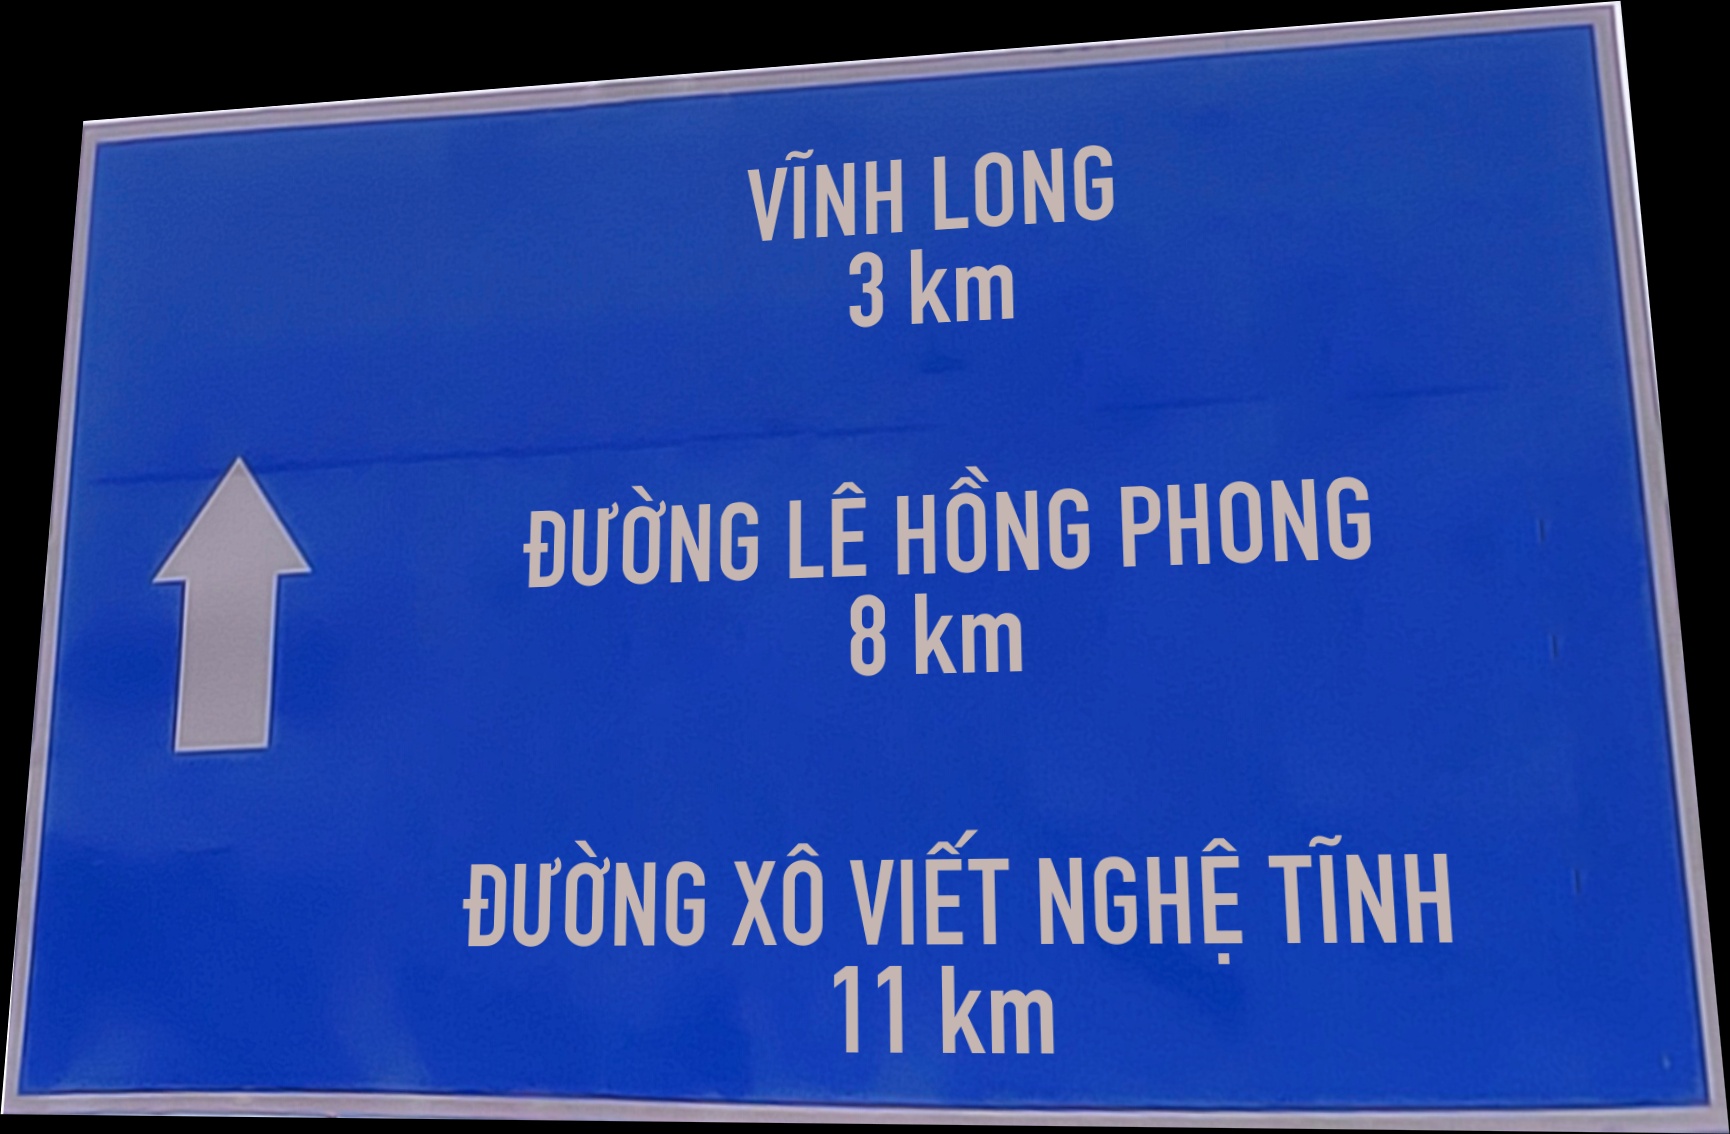 VĨNH LONG
3 km
ĐƯỜNG LÊ HỒNG PHONG
8 km
ĐƯỜNG XÔ VIẾT NGHỆ TĨNH
11 km